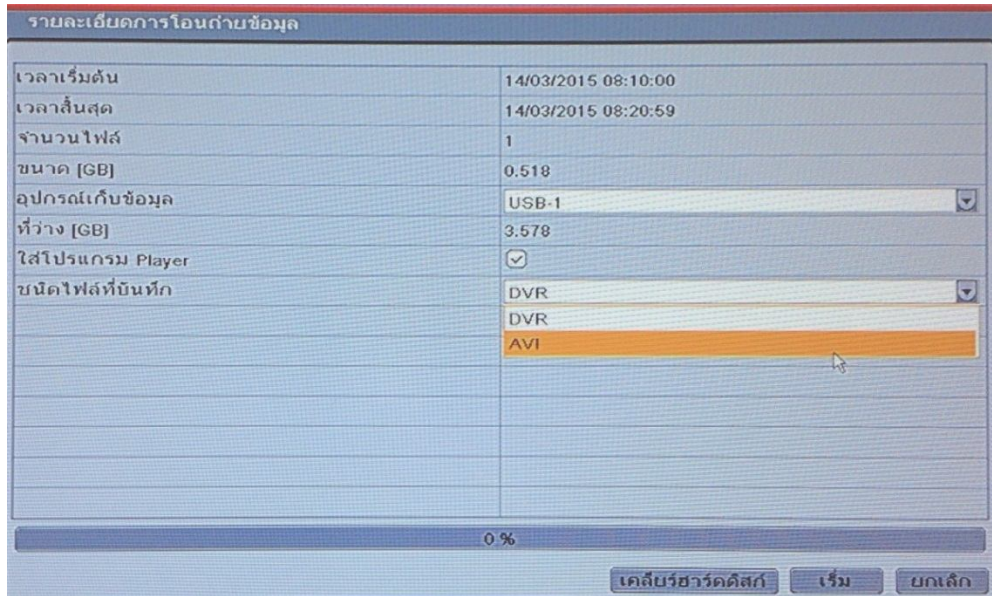 รายละเอียดการโอนถ่ายข้อมูล
เวลาเริ่มต้น 14/03/2015 08:10:00
เวลาสิ้นสุด 14/03/2015 08:20:59
จำนวนไฟล์ 1
ขนาด [GB] 0.518
อุปกรณ์เก็บข้อมูล USB-1
ที่ว่าง [GB] 3.578
ใส่โปรแกรม Player
ชนิดไฟล์ที่บันทึก DVR
DVR
AVI
0 %
เคลียร์ฮาร์ดดิสก์ เริ่ม ยกเลิก